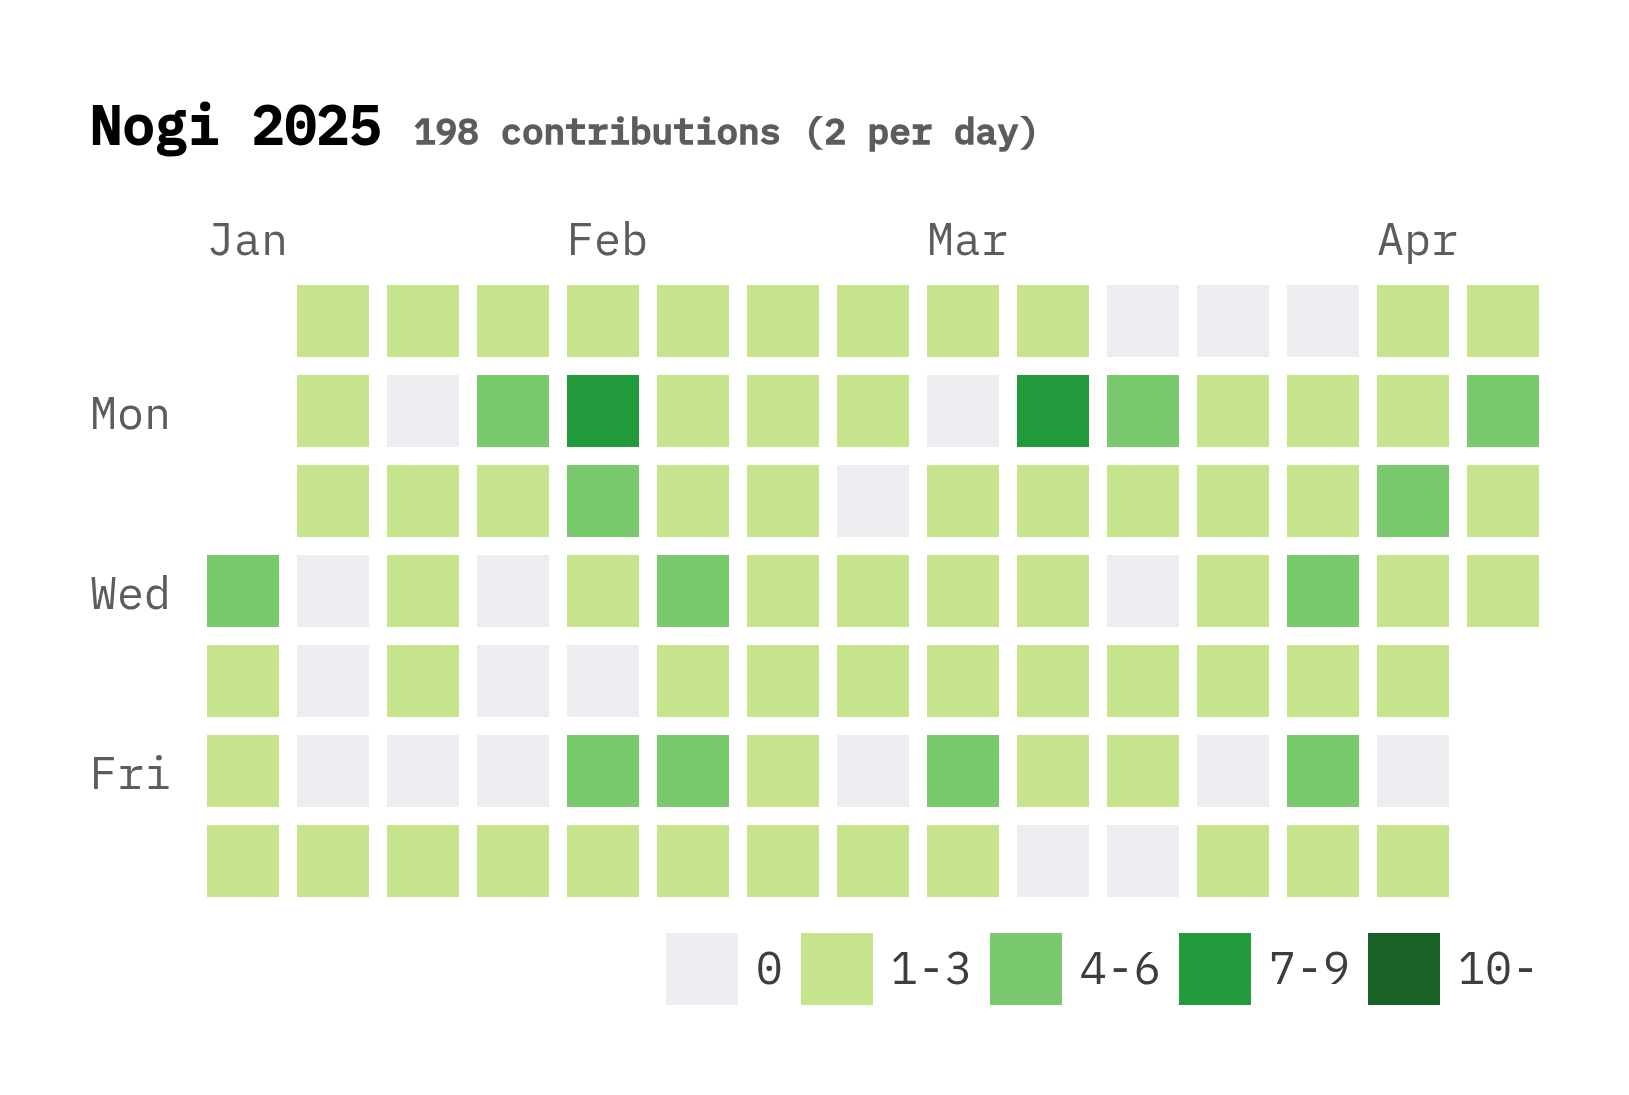 Nogi 2025 198 contributions (2 per day)
Jan Feb Mar Apr
Mon
Wed
Fri
0 1-3 4-6 7-9 10-